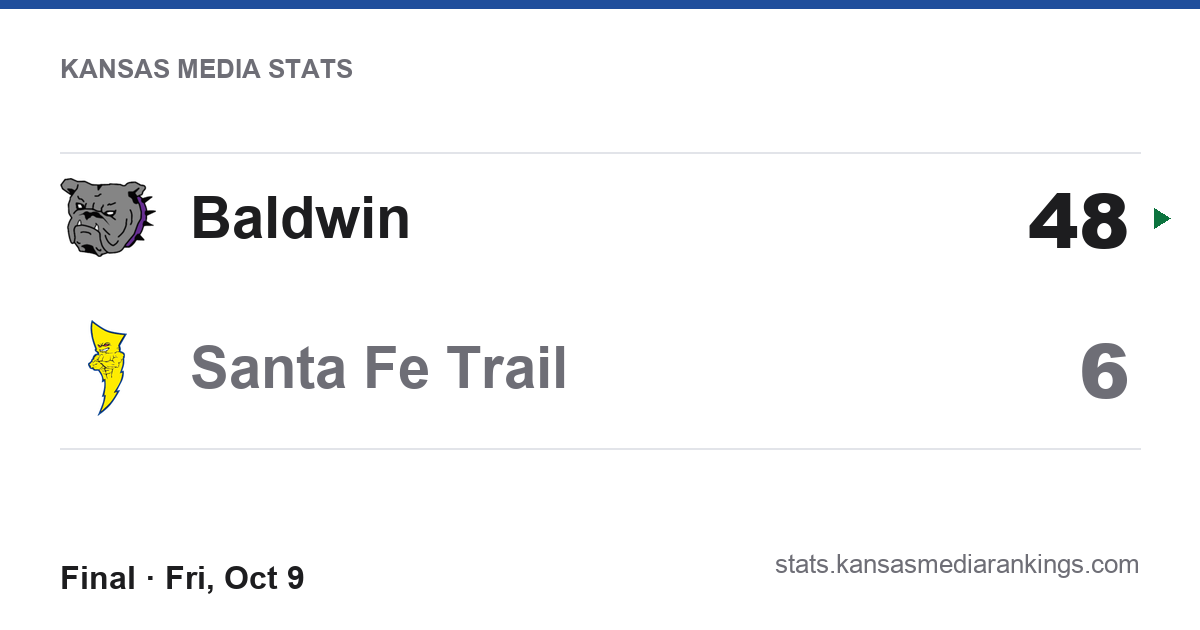 KANSAS MEDIA STATS
Baldwin 48
Santa Fe Trail 6
Final · Fri, Oct 9
stats.kansasmediarankings.com